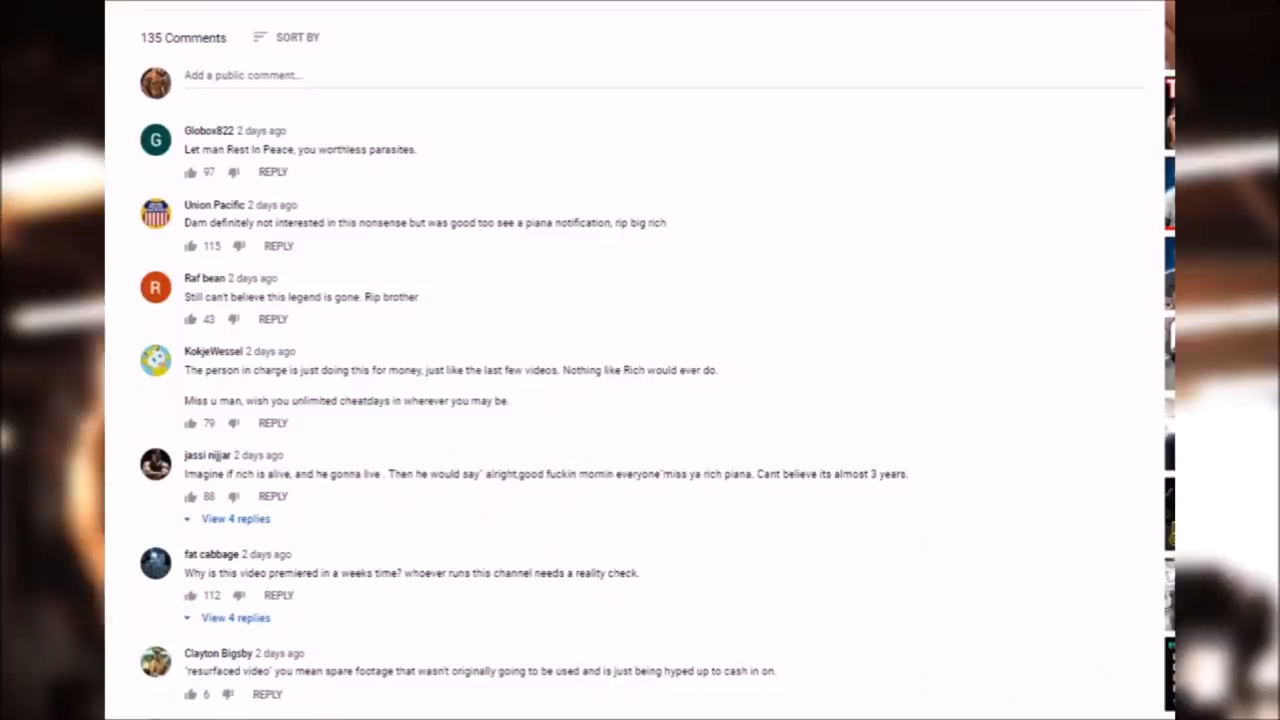 135 Comments SORT BY
Add a public comment...
G
Globox822 2 days ago
Let man Rest In Peace, you worthless parasites.
97 REPLY
Union Pacific 2 days ago
Dam definitely not interested in this nonsense but was good too see a piana notification, rip big rich
115 REPLY
R
Raf bean 2 days ago
Still can't believe this legend is gone. Rip brother
43 REPLY
KokjeWessel 2 days ago
The person in charge is just doing this for money, just like the last few videos. Nothing like Rich would ever do.
Miss u man, wish you unlimited cheatdays in wherever you may be.
79 REPLY
jassi nijjar 2 days ago
Imagine if rich is alive, and he gonna live . Then he would say" alright,good fuckin mornin everyone"miss ya rich piana. Cant believe its almost 3 years.
88 REPLY
View 4 replies
fat cabbage 2 days ago
Why is this video premiered in a weeks time? whoever runs this channel needs a reality check.
112 REPLY
View 4 replies
Clayton Bigsby 2 days ago
"resurfaced video" you mean spare footage that wasn't originally going to be used and is just being hyped up to cash in on.
6 REPLY